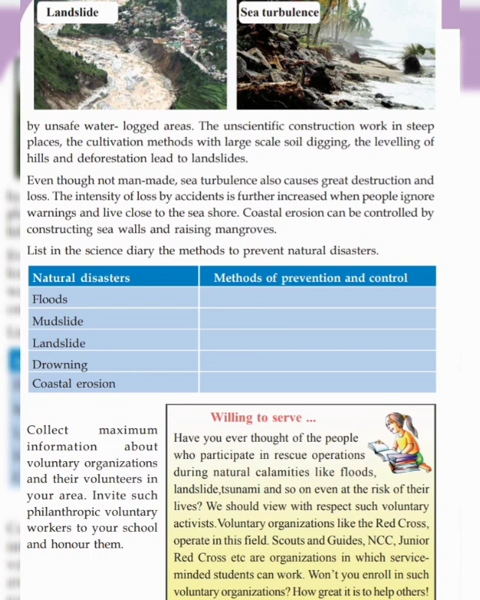 Landslide
Sea turbulence
by unsafe water- logged areas. The unscientific construction work in steep
places, the cultivation methods with large scale soil digging, the levelling of
hills and deforestation lead to landslides.
Even though not man-made, sea turbulence also causes great destruction and
loss. The intensity of loss by accidents is further increased when people ignore
warnings and live close to the sea shore. Coastal erosion can be controlled by
constructing sea walls and raising mangroves.
List in the science diary the methods to prevent natural disasters.
Natural disasters Methods of prevention and control
Floods
Mudslide
Landslide
Drowning
Coastal erosion
Collect maximum
information about
voluntary organizations
and their volunteers in
your area. Invite such
philanthropic voluntary
workers to your school
and honour them.
Willing to serve ...
Have you ever thought of the people
who participate in rescue operations
during natural calamities like floods,
landslide,tsunami and so on even at the risk of their
lives? We should view with respect such voluntary
activists.Voluntary organizations like the Red Cross,
operate in this field. Scouts and Guides, NCC, Junior
Red Cross etc are organizations in which service-
minded students can work. Won't you enroll in such
voluntary organizations? How great it is to help others!